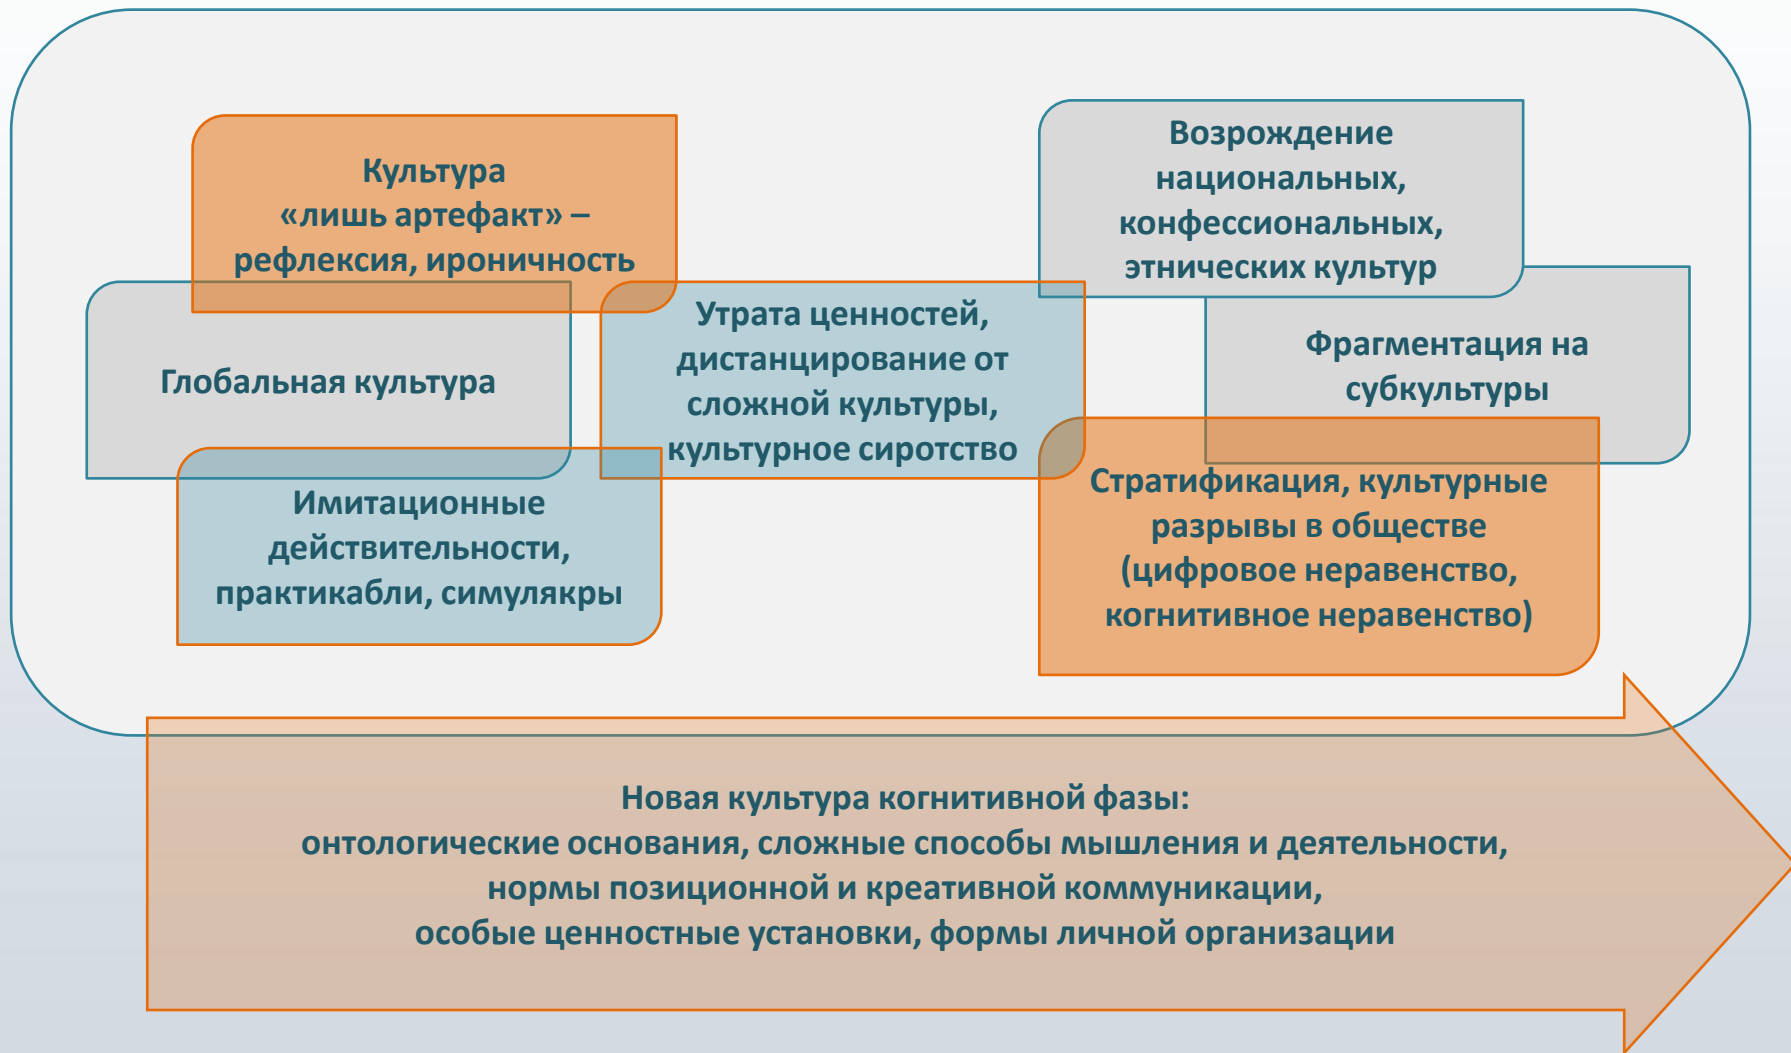 Культура
«лишь артефакт» –
рефлексия, ироничность
Возрождение
национальных,
конфессиональных,
этнических культур
Глобальная культура
Утрата ценностей,
дистанцирование от
сложной культуры,
культурное сиротство
Фрагментация на
субкультуры
Имитационные
действительности,
практикабли, симулякры
Стратификация, культурные
разрывы в обществе
(цифровое неравенство,
когнитивное неравенство)
Новая культура когнитивной фазы:
онтологические основания, сложные способы мышления и деятельности,
нормы позиционной и креативной коммуникации,
особые ценностные установки, формы личной организации